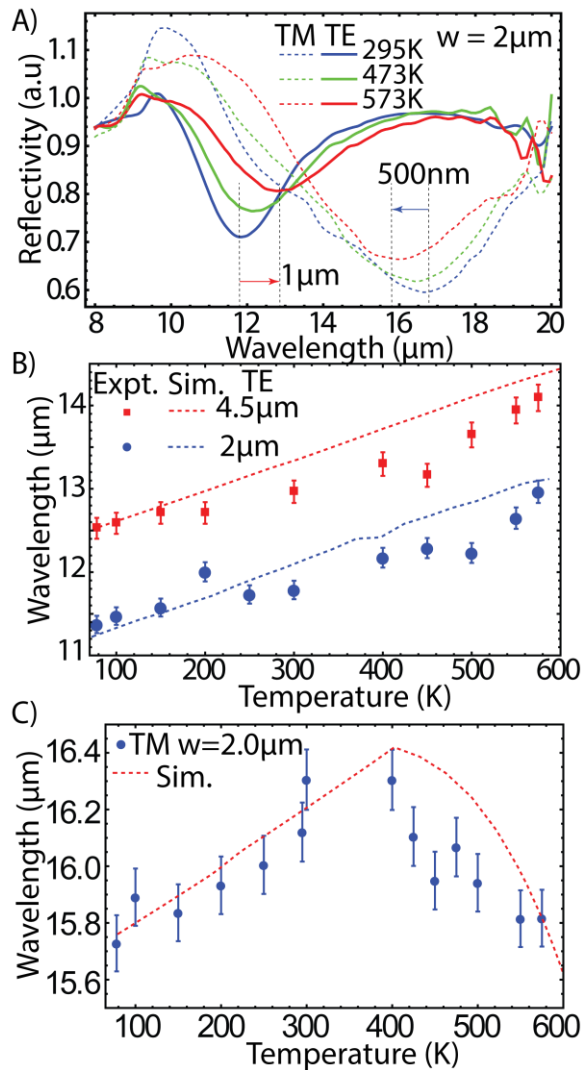 A)
TM TE w = 2μm
295K
473K
573K
500nm
1μm
Reflectivity (a.u)
1.1
1.0
0.9
0.8
0.7
0.6
8 10 12 14 16 18 20
Wavelength (μm)
B)
Expt. Sim. TE
4.5μm
2μm
Wavelength (μm)
14
13
12
11
100 200 300 400 500 600
Temperature (K)
C)
TM w=2.0μm
Sim.
Wavelength (μm)
16.4
16.2
16.0
15.8
15.6
100 200 300 400 500 600
Temperature (K)